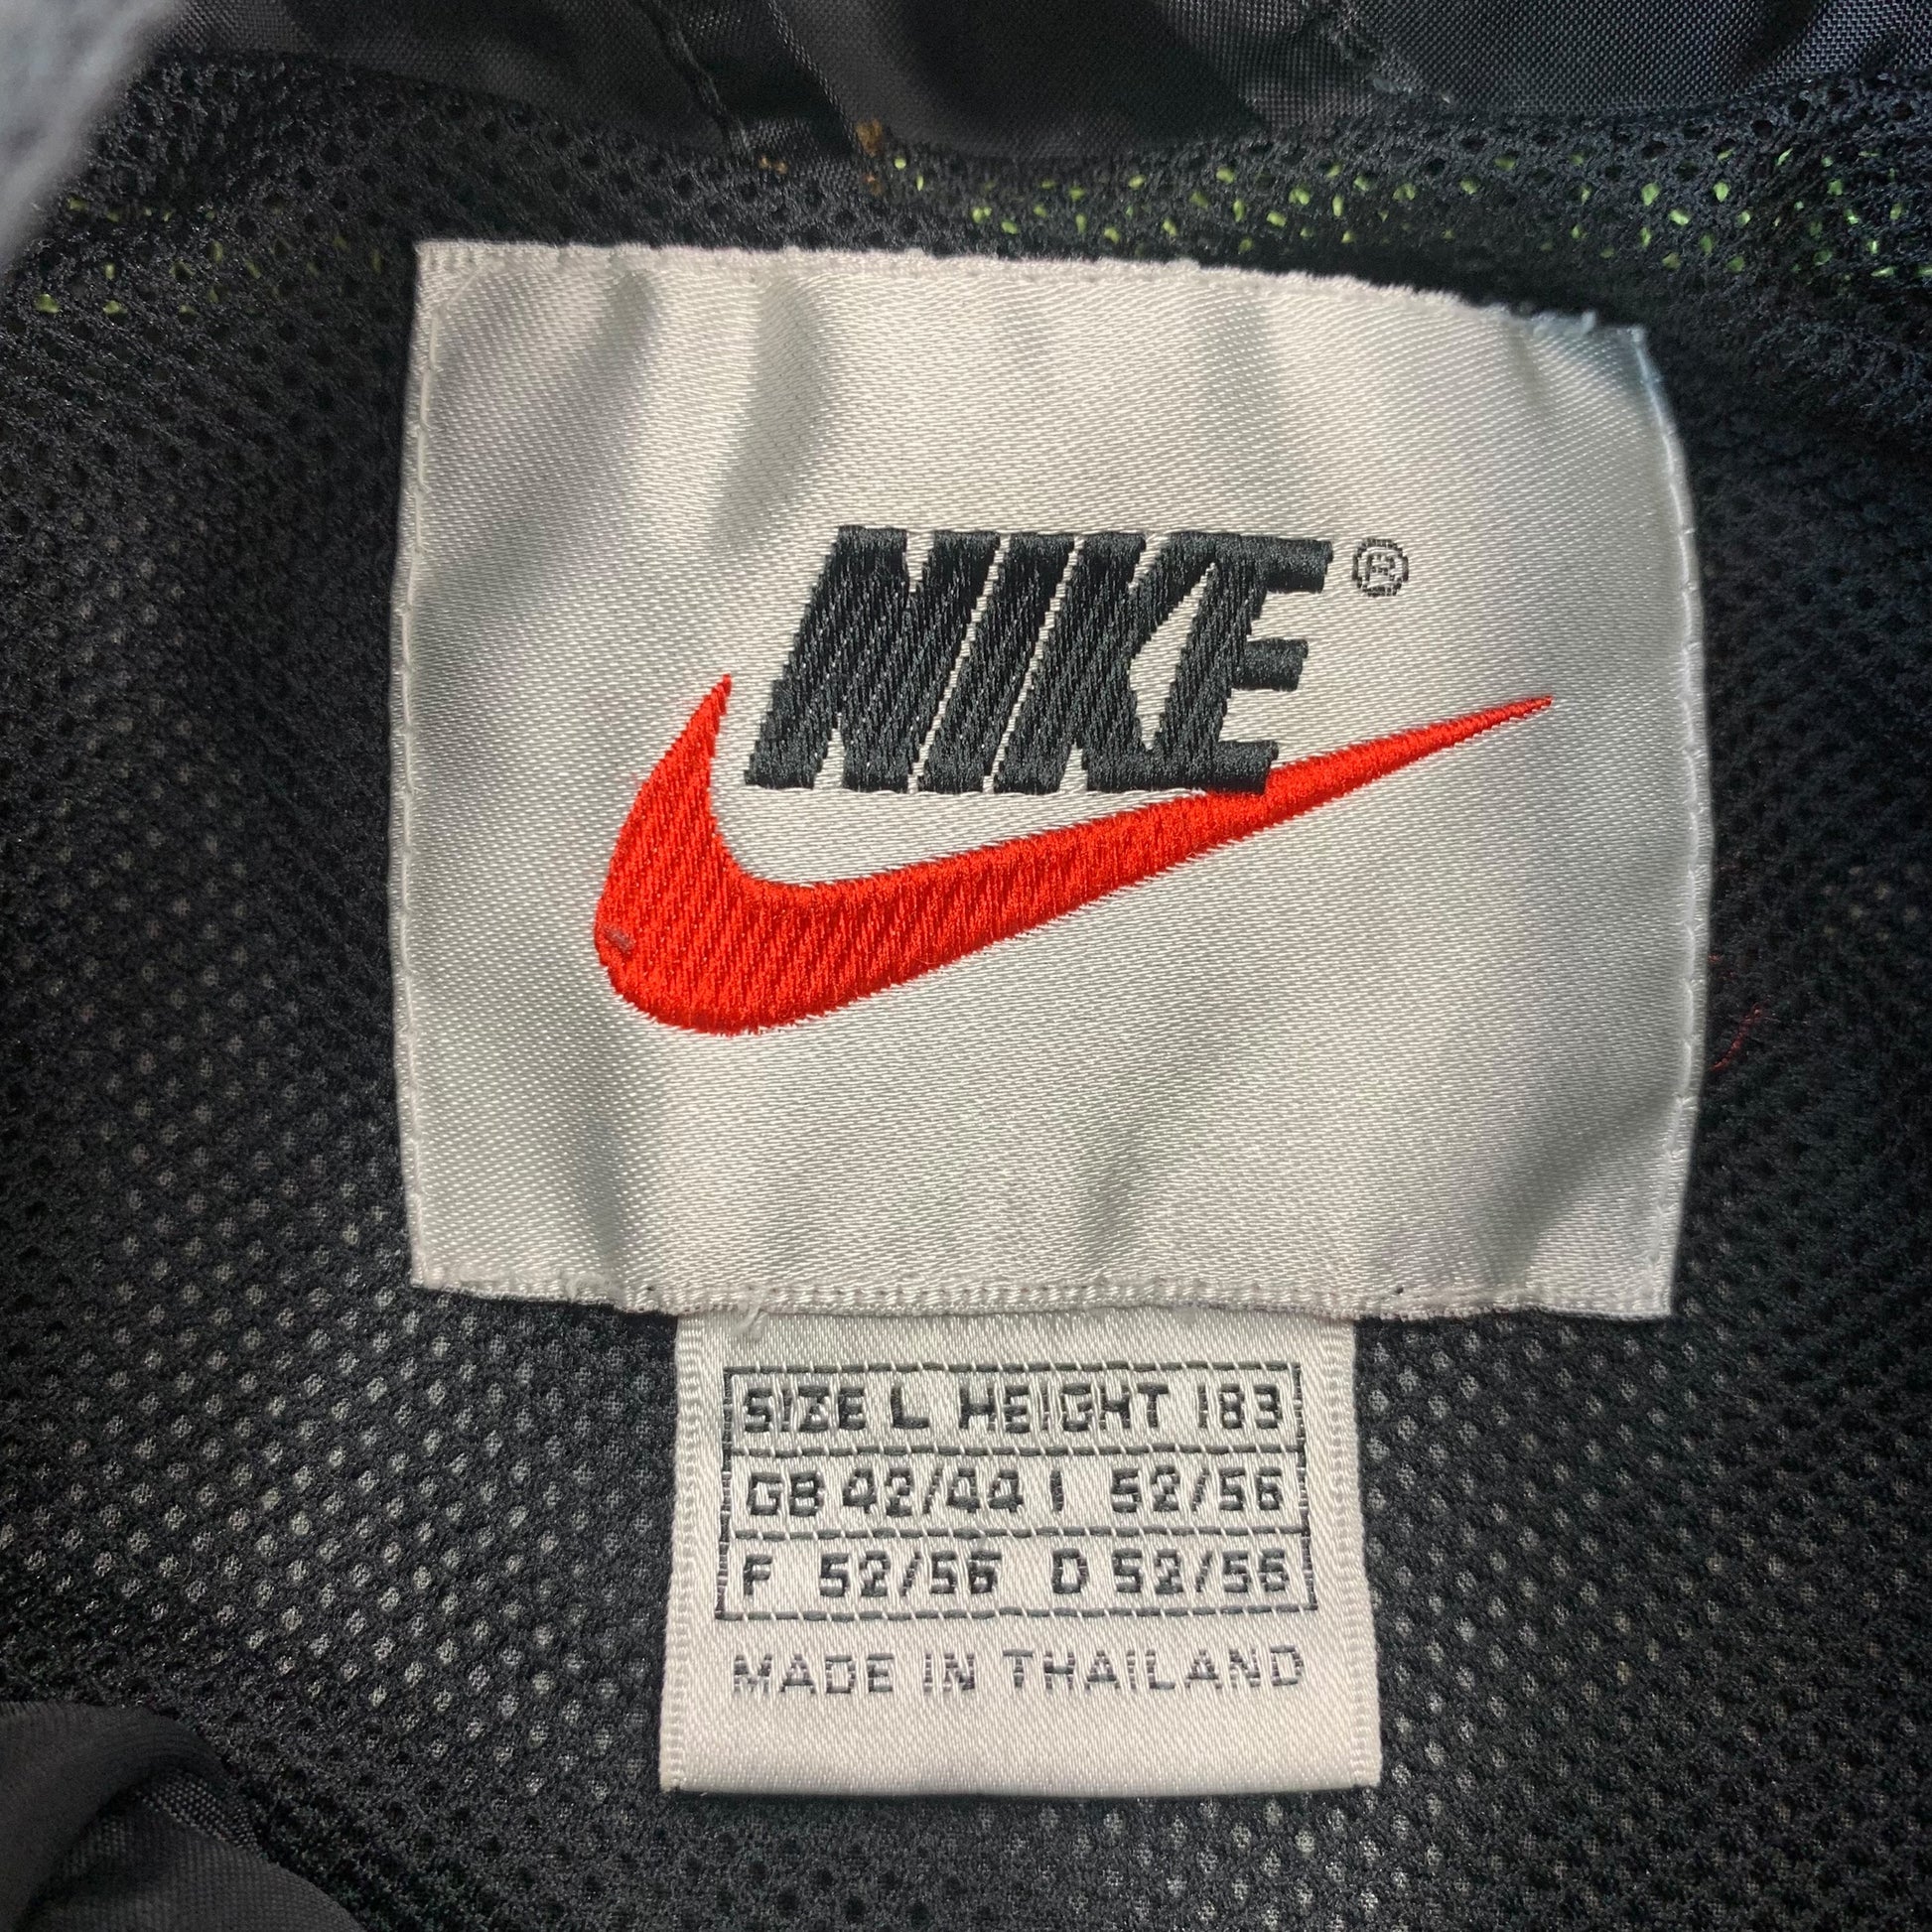 NIKE®
SIZE L HEIGHT 183
GB 42/44 I 52/56
F 52/56 D 52/56
MADE IN THAILAND